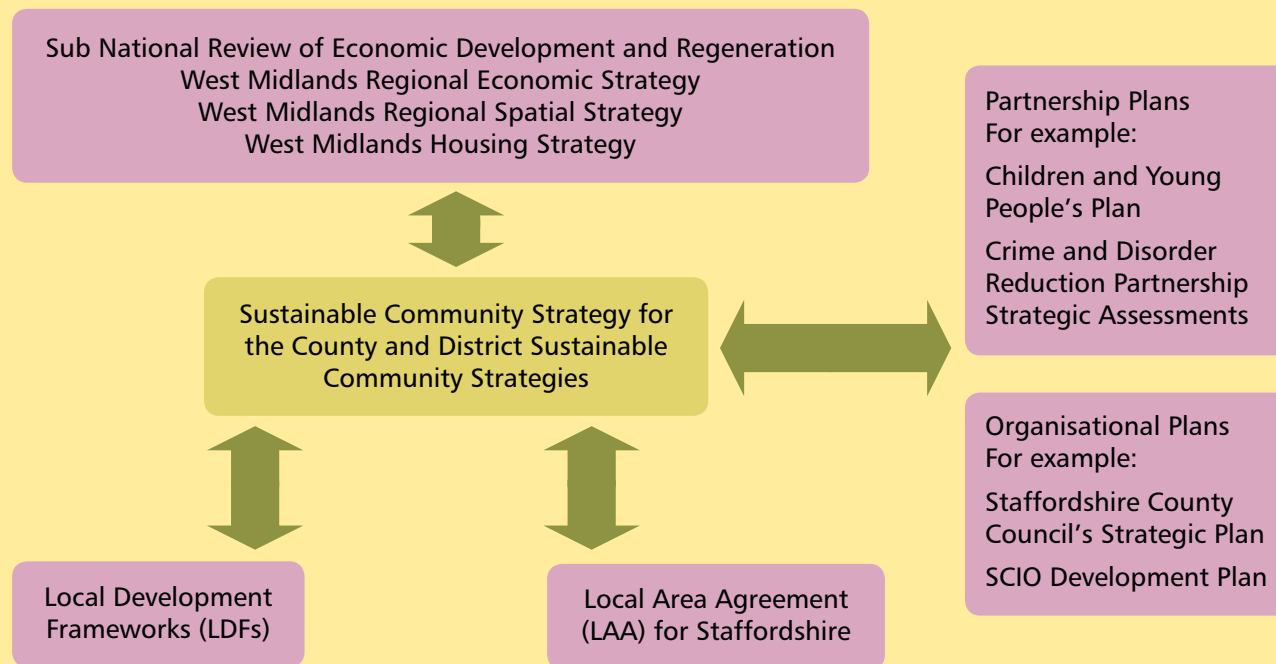 Sub National Review of Economic Development and Regeneration
West Midlands Regional Economic Strategy
West Midlands Regional Spatial Strategy
West Midlands Housing Strategy
Sustainable Community Strategy for
the County and District Sustainable
Community Strategies
Local Development
Frameworks (LDFs)
Local Area Agreement
(LAA) for Staffordshire
Partnership Plans
For example:
Children and Young
People’s Plan
Crime and Disorder
Reduction Partnership
Strategic Assessments
Organisational Plans
For example:
Staffordshire County
Council’s Strategic Plan
SCIO Development Plan